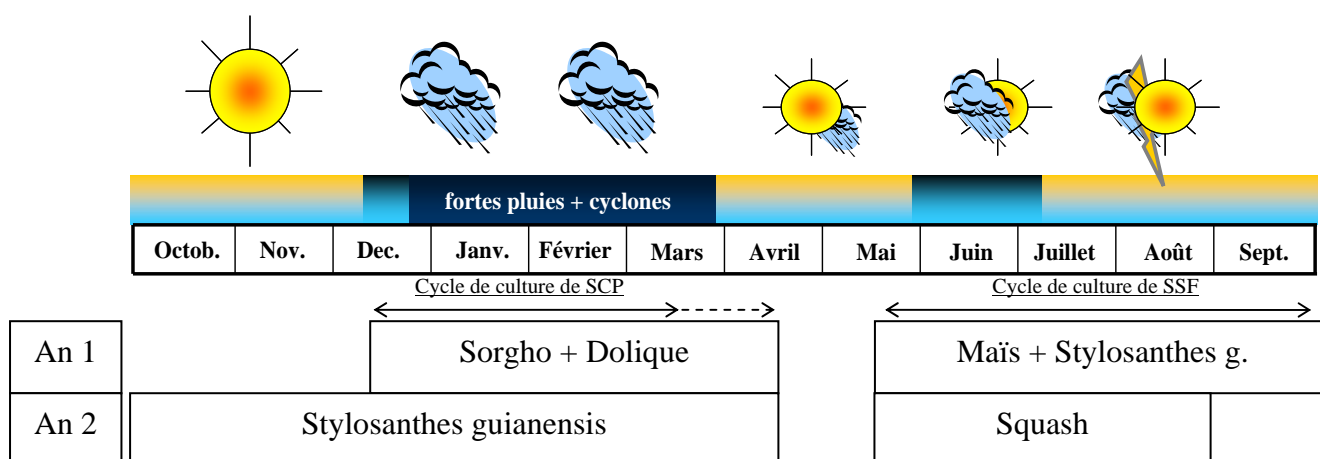 fortes pluies + cyclones
Octob. Nov. Dec. Janv. Février Mars Avril Mai Juin Juillet Août Sept.
Cycle de culture de SCP Cycle de culture de SSF
An 1 Sorgho + Dolique Maïs + Stylosanthes g.
An 2 Stylosanthes guianensis Squash